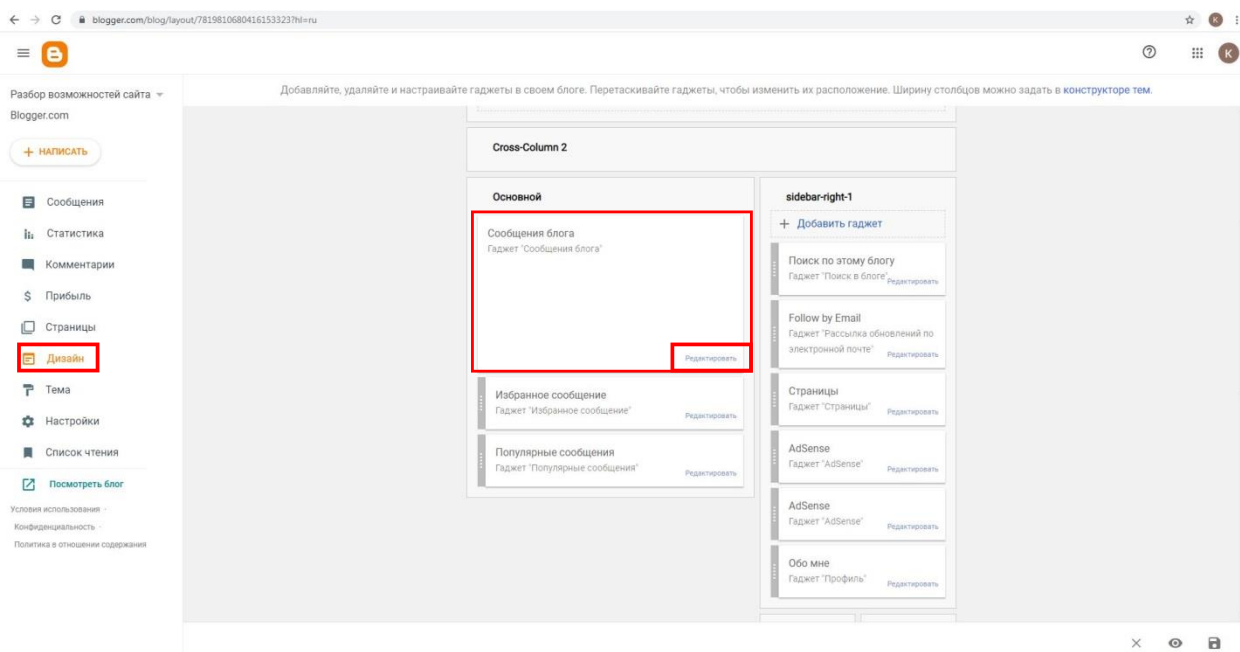 blogger.com/blog/layout/7819810680416153323?hl=ru
K
K
Разбор возможностей сайта
Blogger.com
+ НАПИСАТЬ
Сообщения
Статистика
Комментарии
Прибыль
Страницы
Дизайн
Тема
Настройки
Список чтения
Посмотреть блог
Условия использования ·
Конфиденциальность ·
Политика в отношении содержания
Добавляйте, удаляйте и настраивайте гаджеты в своем блоге. Перетаскивайте гаджеты, чтобы изменить их расположение. Ширину столбцов можно задать в конструкторе тем.
Cross-Column 2
Основной
Сообщения блога
Гаджет "Сообщения блога"
Редактировать
Избранное сообщение
Гаджет "Избранное сообщение"
Редактировать
Популярные сообщения
Гаджет "Популярные сообщения"
Редактировать
sidebar-right-1
+ Добавить гаджет
Поиск по этому блогу
Гаджет "Поиск в блоге"
Редактировать
Follow by Email
Гаджет "Рассылка обновлений по
электронной почте"
Редактировать
Страницы
Гаджет "Страницы"
Редактировать
AdSense
Гаджет "AdSense"
Редактировать
AdSense
Гаджет "AdSense"
Редактировать
Обо мне
Гаджет "Профиль"
Редактировать